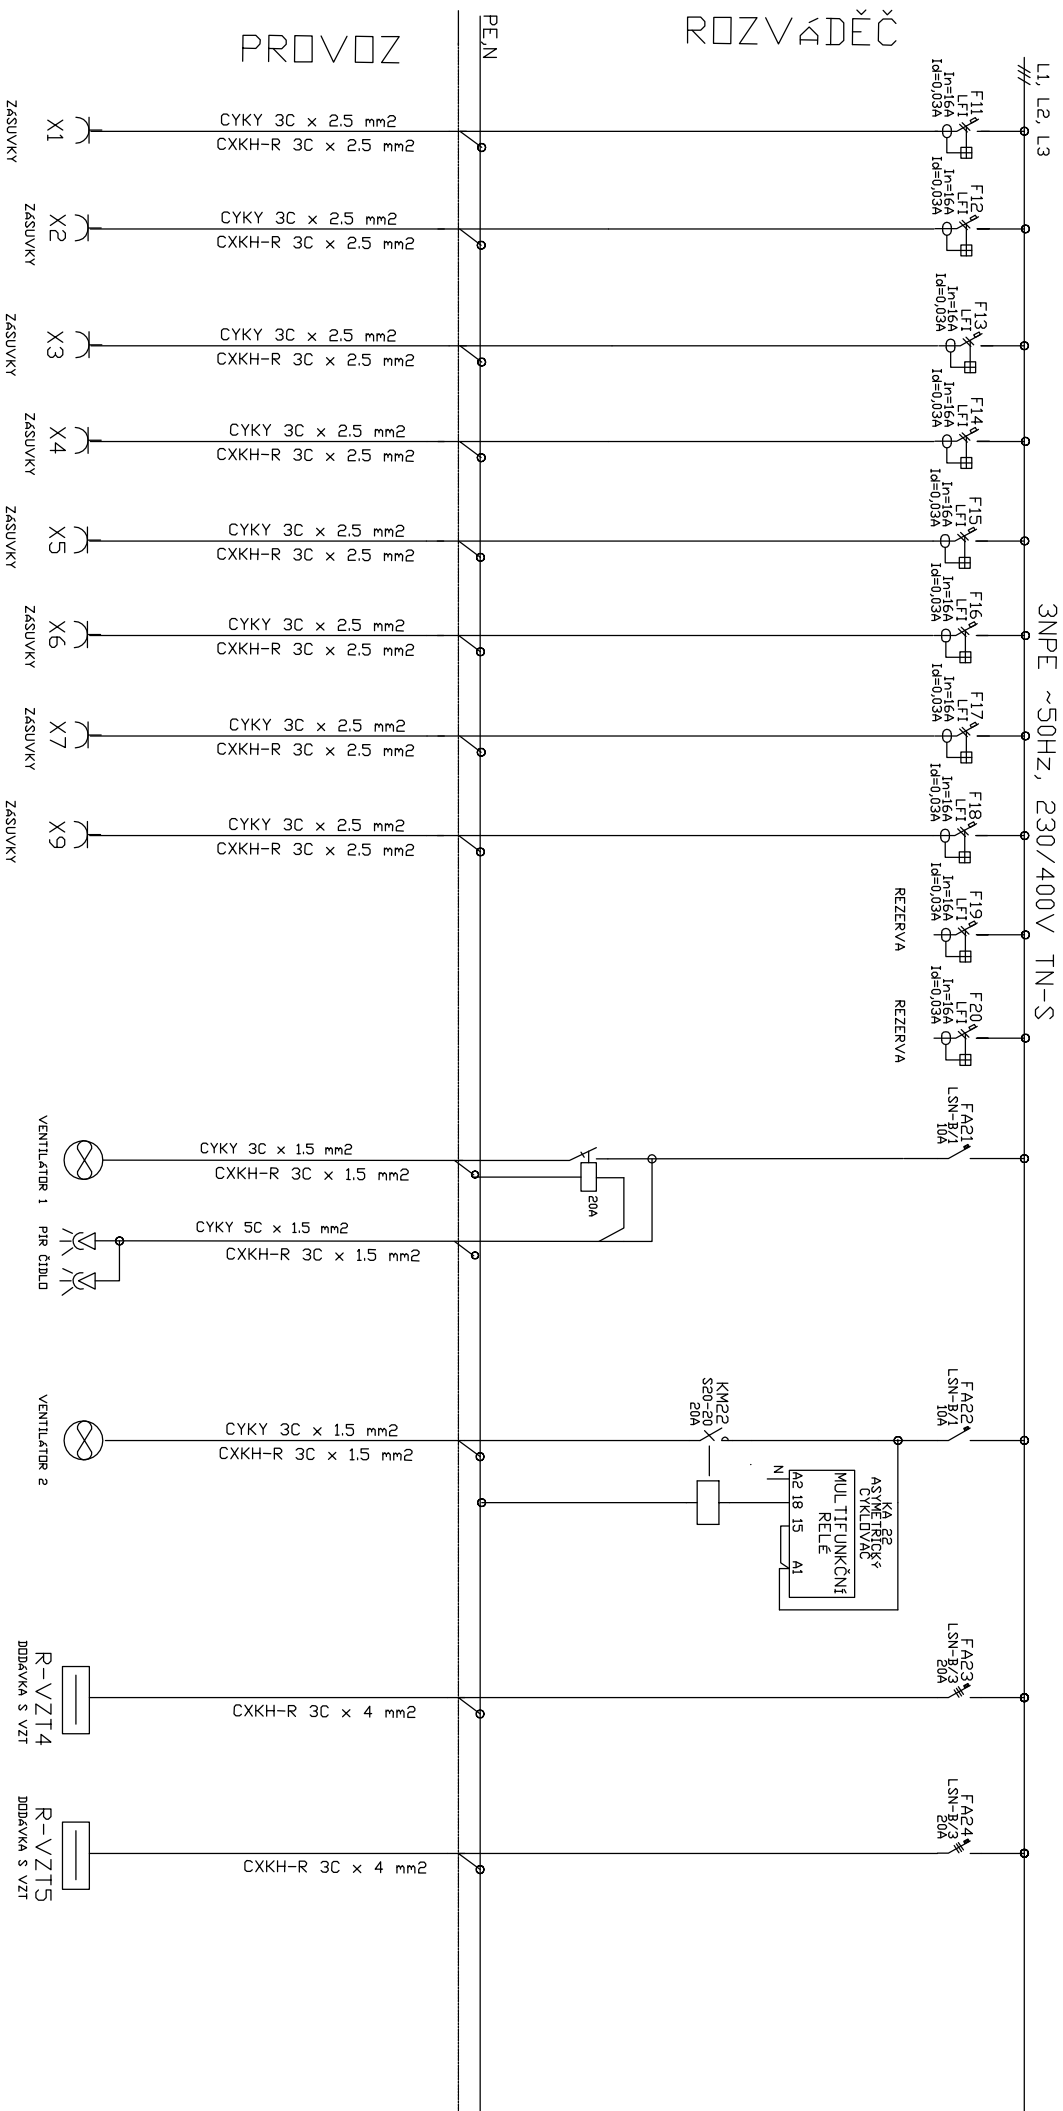 ROZVÁDĚČ
PROVOZ
PE,N
L1, L2, L3
3NPE ~50Hz, 230/400V TN-S
F11
LFI
In=16A
Id=0,03A
CYKY 3C x 2.5 mm2
CXKH-R 3C x 2.5 mm2
X1
ZÁSUVKY
F12
LFI
In=16A
Id=0,03A
CYKY 3C x 2.5 mm2
CXKH-R 3C x 2.5 mm2
X2
ZÁSUVKY
F13
LFI
In=16A
Id=0,03A
CYKY 3C x 2.5 mm2
CXKH-R 3C x 2.5 mm2
X3
ZÁSUVKY
F14
LFI
In=16A
Id=0,03A
CYKY 3C x 2.5 mm2
CXKH-R 3C x 2.5 mm2
X4
ZÁSUVKY
F15
LFI
In=16A
Id=0,03A
CYKY 3C x 2.5 mm2
CXKH-R 3C x 2.5 mm2
X5
ZÁSUVKY
F16
LFI
In=16A
Id=0,03A
CYKY 3C x 2.5 mm2
CXKH-R 3C x 2.5 mm2
X6
ZÁSUVKY
F17
LFI
In=16A
Id=0,03A
CYKY 3C x 2.5 mm2
CXKH-R 3C x 2.5 mm2
X7
ZÁSUVKY
F18
LFI
In=16A
Id=0,03A
CYKY 3C x 2.5 mm2
CXKH-R 3C x 2.5 mm2
X9
ZÁSUVKY
F19
LFI
In=16A
Id=0,03A
REZERVA
F20
LFI
In=16A
Id=0,03A
REZERVA
FA21
LSN-B/1
10A
20A
CYKY 3C x 1.5 mm2
CXKH-R 3C x 1.5 mm2
VENTILÁTOR 1
CYKY 5C x 1.5 mm2
CXKH-R 3C x 1.5 mm2
PIR ČIDLO
FA22
LSN-B/1
10A
KA 22
ASYMETRICKÝ
CYKLOVAČ
MULTIFUNKČNÍ
RELÉ
A2 18 15 A1
N
KM22
S20-20
20A
CYKY 3C x 1.5 mm2
CXKH-R 3C x 1.5 mm2
VENTILÁTOR 2
FA23
LSN-B/3
20A
CXKH-R 3C x 4 mm2
R-VZT4
DODÁVKA S VZT
FA24
LSN-B/3
20A
CXKH-R 3C x 4 mm2
R-VZT5
DODÁVKA S VZT